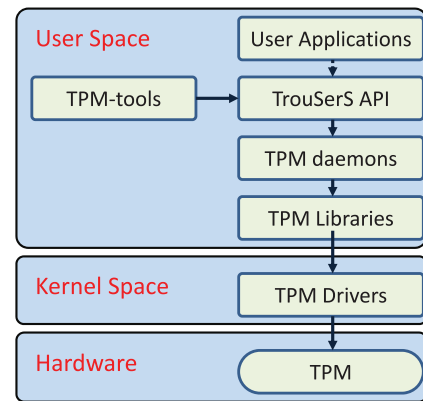 User Space
User Applications
TPM-tools
TrouSerS API
TPM daemons
TPM Libraries
Kernel Space
TPM Drivers
Hardware
TPM